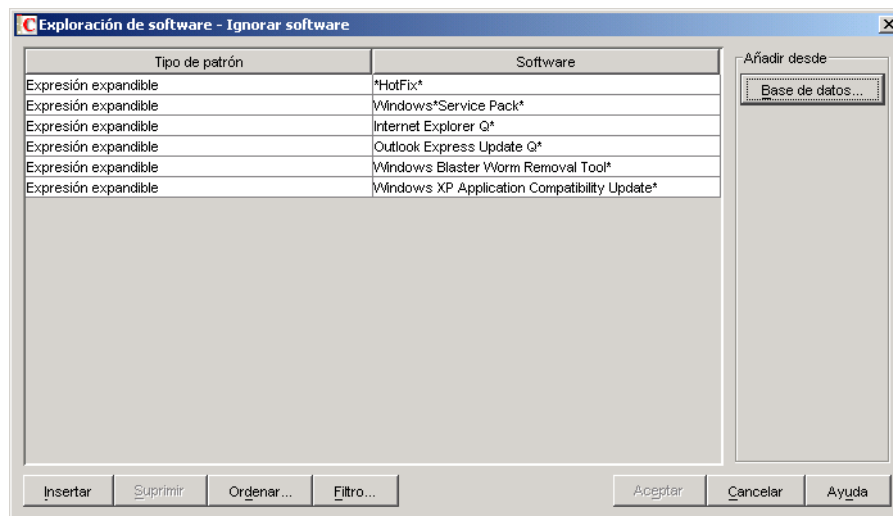 Exploración de software - Ignorar software
Tipo de patrón Software
Expresión expandible *HotFix*
Expresión expandible Windows*Service Pack*
Expresión expandible Internet Explorer Q*
Expresión expandible Outlook Express Update Q*
Expresión expandible Windows Blaster Worm Removal Tool*
Expresión expandible Windows XP Application Compatibility Update*
Añadir desde
Base de datos...
Insertar Suprimir Ordenar... Filtro... Aceptar Cancelar Ayuda